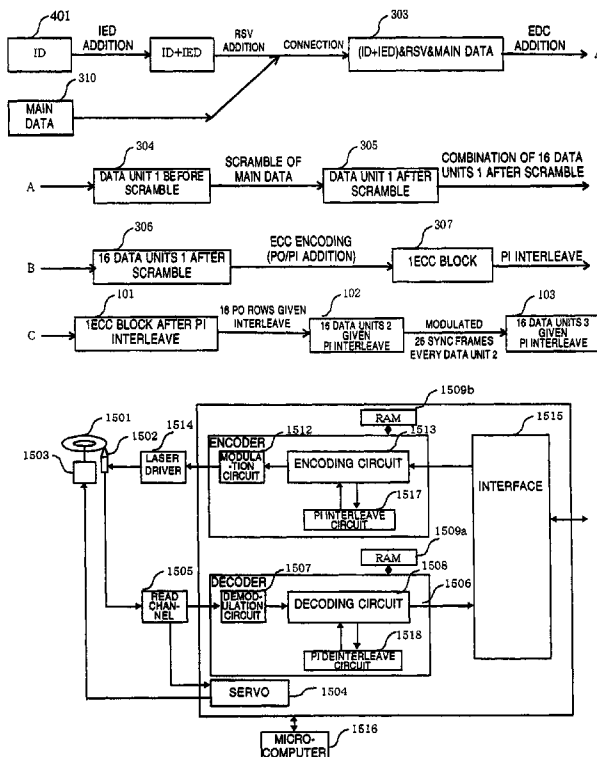 401
ID
IED
ADDITION
ID+IED
RSV
ADDITION
CONNECTION
303
(ID+IED)&RSV&MAIN DATA
EDC
ADDITION
A
310
MAIN
DATA
A
304
DATA UNIT 1 BEFORE
SCRAMBLE
SCRAMBLE OF
MAIN DATA
305
DATA UNIT 1 AFTER
SCRAMBLE
COMBINATION OF 16 DATA
UNITS 1 AFTER SCRAMBLE
B
306
16 DATA UNITS 1 AFTER
SCRAMBLE
ECC ENCODING
(PO/PI ADDITION)
307
1ECC BLOCK
PI INTERLEAVE
C
101
1ECC BLOCK AFTER PI
INTERLEAVE
16 PO ROWS GIVEN
INTERLEAVE
102
16 DATA UNITS 2
GIVEN
PI INTERLEAVE
MODULATED
26 SYNC FRAMES
EVERY DATA UNIT 2
103
16 DATA UNITS 3
GIVEN
PI INTERLEAVE
1501
1502
1503
1514
LASER
DRIVER
ENCODER
1512
MODULA
-TION
CIRCUIT
RAM
1509b
1513
ENCODING CIRCUIT
1517
PI INTERLEAVE
CIRCUIT
1515
INTERFACE
RAM
1509a
1505
READ
CHAN-
NEL
DECODER
1507
DEMOD-
ULATION
CIRCUIT
1508
DECODING CIRCUIT
1506
1518
PI DEINTERLEAVE
CIRCUIT
SERVO
1504
MICRO-
COMPUTER
1516